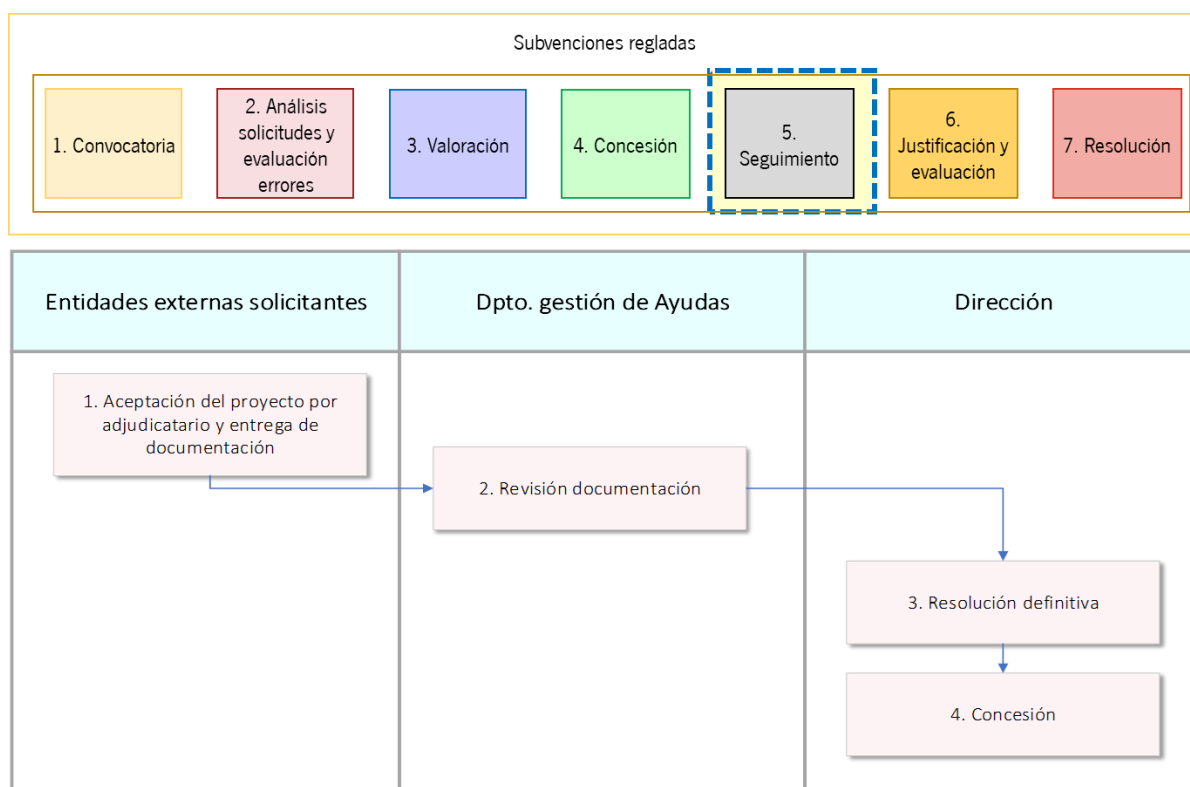 Subvenciones regladas
1. Convocatoria
2. Análisis
solicitudes y
evaluación
errores
3. Valoración
4. Concesión
5.
Seguimiento
6.
Justificación y
evaluación
7. Resolución
Entidades externas solicitantes
Dpto. gestión de Ayudas
Dirección
1. Aceptación del proyecto por
adjudicatario y entrega de
documentación
2. Revisión documentación
3. Resolución definitiva
4. Concesión